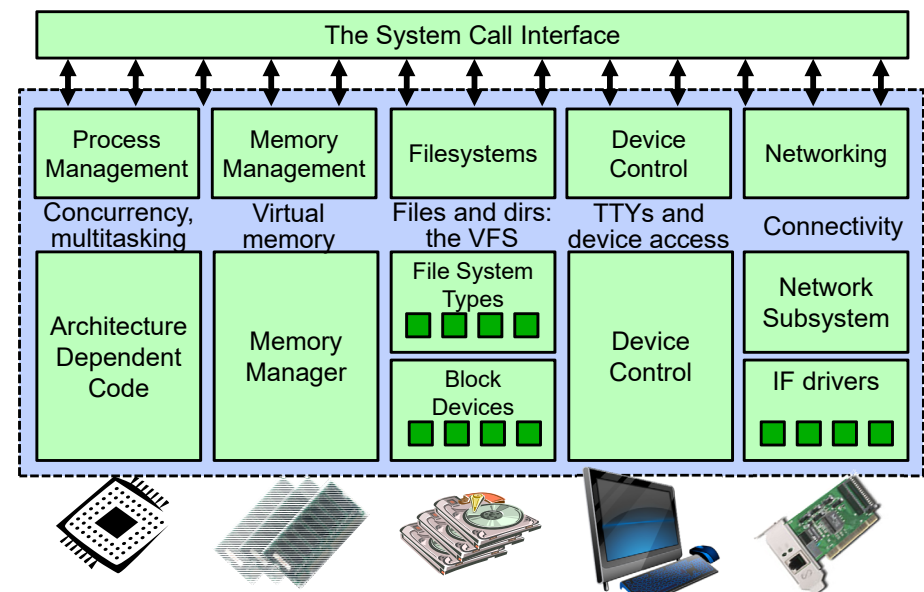 The System Call Interface
Process
Management
Memory
Management
Filesystems
Device
Control
Networking
Concurrency,
multitasking
Virtual
memory
Files and dirs:
the VFS
TTYs and
device access
Connectivity
Architecture
Dependent
Code
Memory
Manager
File System
Types
Block
Devices
Device
Control
Network
Subsystem
IF drivers